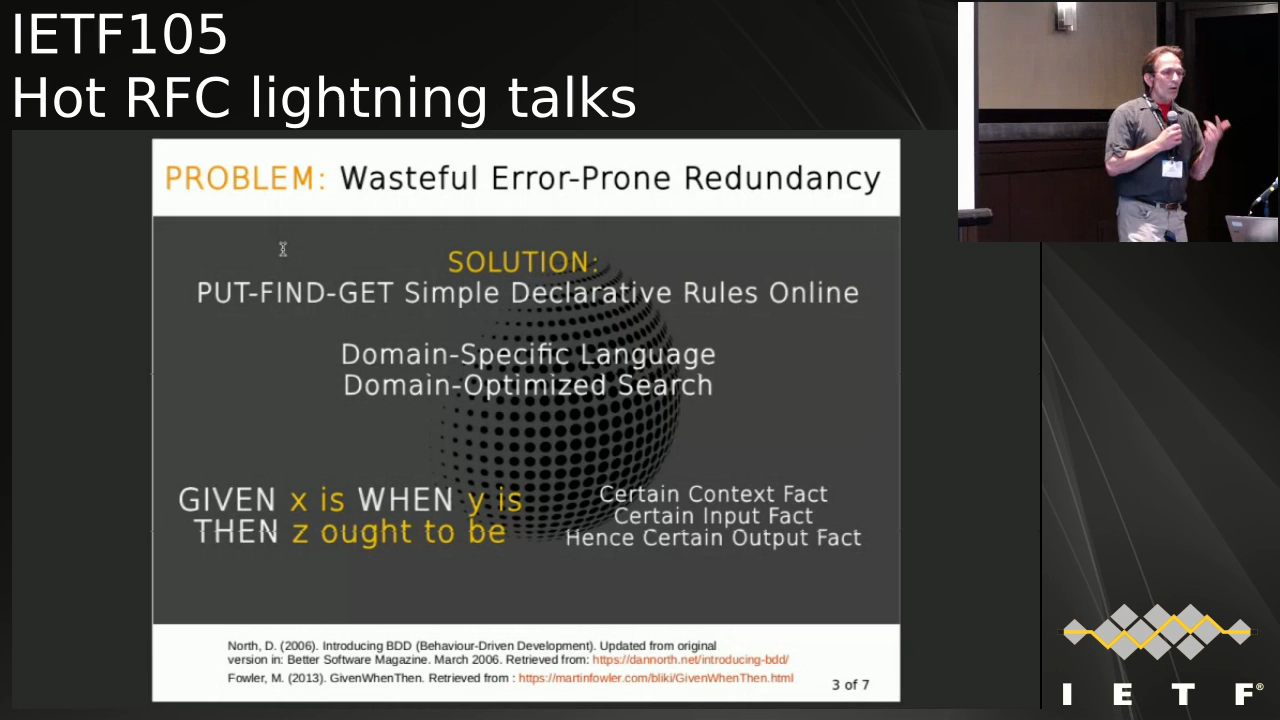 IETF105
Hot RFC lightning talks
PROBLEM: Wasteful Error-Prone Redundancy
SOLUTION:
PUT-FIND-GET Simple Declarative Rules Online
Domain-Specific Language
Domain-Optimized Search
GIVEN x is WHEN y is
THEN z ought to be
Certain Context Fact
Certain Input Fact
Hence Certain Output Fact
North, D. (2006). Introducing BDD (Behaviour-Driven Development). Updated from original
version in: Better Software Magazine. March 2006. Retrieved from: https://dannorth.net/introducing-bdd/
Fowler, M. (2013). GivenWhenThen. Retrieved from : https://martinfowler.com/bliki/GivenWhenThen.html
3 of 7
I E T F®